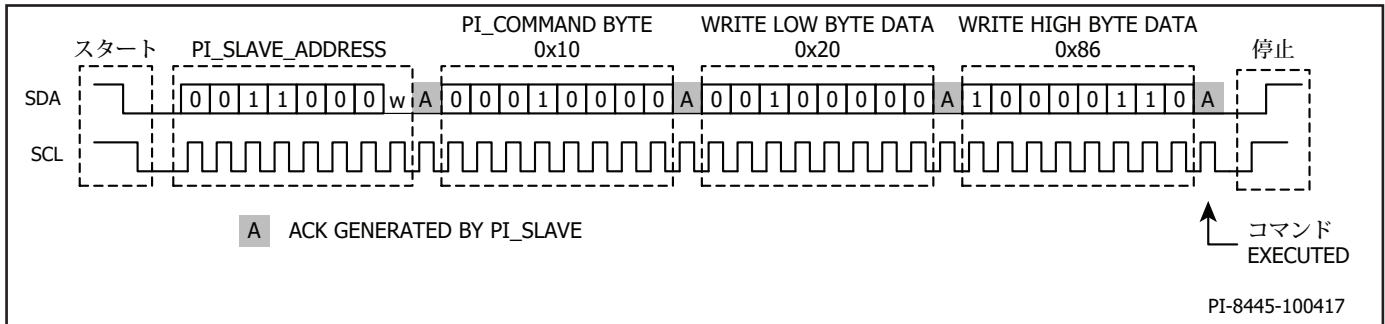 PI_COMMAND BYTE WRITE LOW BYTE DATA WRITE HIGH BYTE DATA
スタート PI_SLAVE_ADDRESS 0x10 0x20 0x86 停止
SDA 0 0 1 1 0 0 0 w A 0 0 0 1 0 0 0 0 A 0 0 1 0 0 0 0 0 A 1 0 0 0 0 1 1 0 A
SCL
A ACK GENERATED BY PI_SLAVE
コマンド
EXECUTED
PI-8445-100417